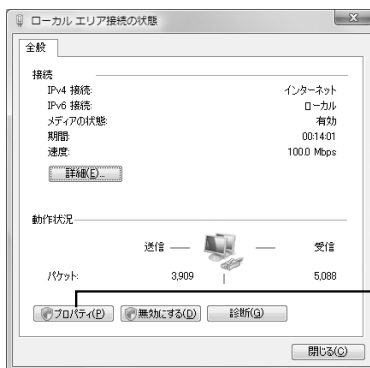 ローカル エリア接続の状態
全般
接続
IPv4 接続: インターネット
IPv6 接続: ローカル
メディアの状態: 有効
期間: 00:14:01
速度: 100.0 Mbps
詳細(E)...
動作状況
送信 受信
パケット: 3,909 5,088
プロパティ(P) 無効にする(D) 診断(G)
閉じる(C)